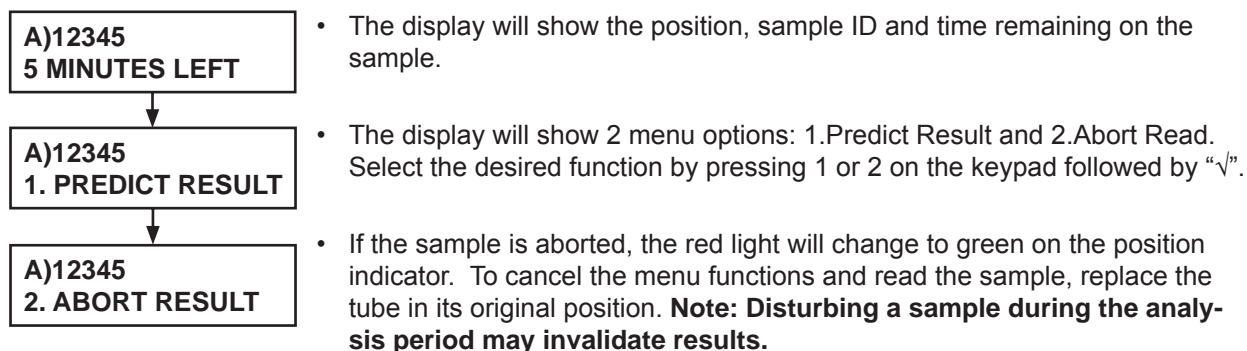 A)12345
5 MINUTES LEFT
• The display will show the position, sample ID and time remaining on the
sample.
A)12345
1. PREDICT RESULT
• The display will show 2 menu options: 1.Predict Result and 2.Abort Read.
Select the desired function by pressing 1 or 2 on the keypad followed by “√”.
A)12345
2. ABORT RESULT
• If the sample is aborted, the red light will change to green on the position
indicator.  To cancel the menu functions and read the sample, replace the
tube in its original position. Note: Disturbing a sample during the analy-
sis period may invalidate results.